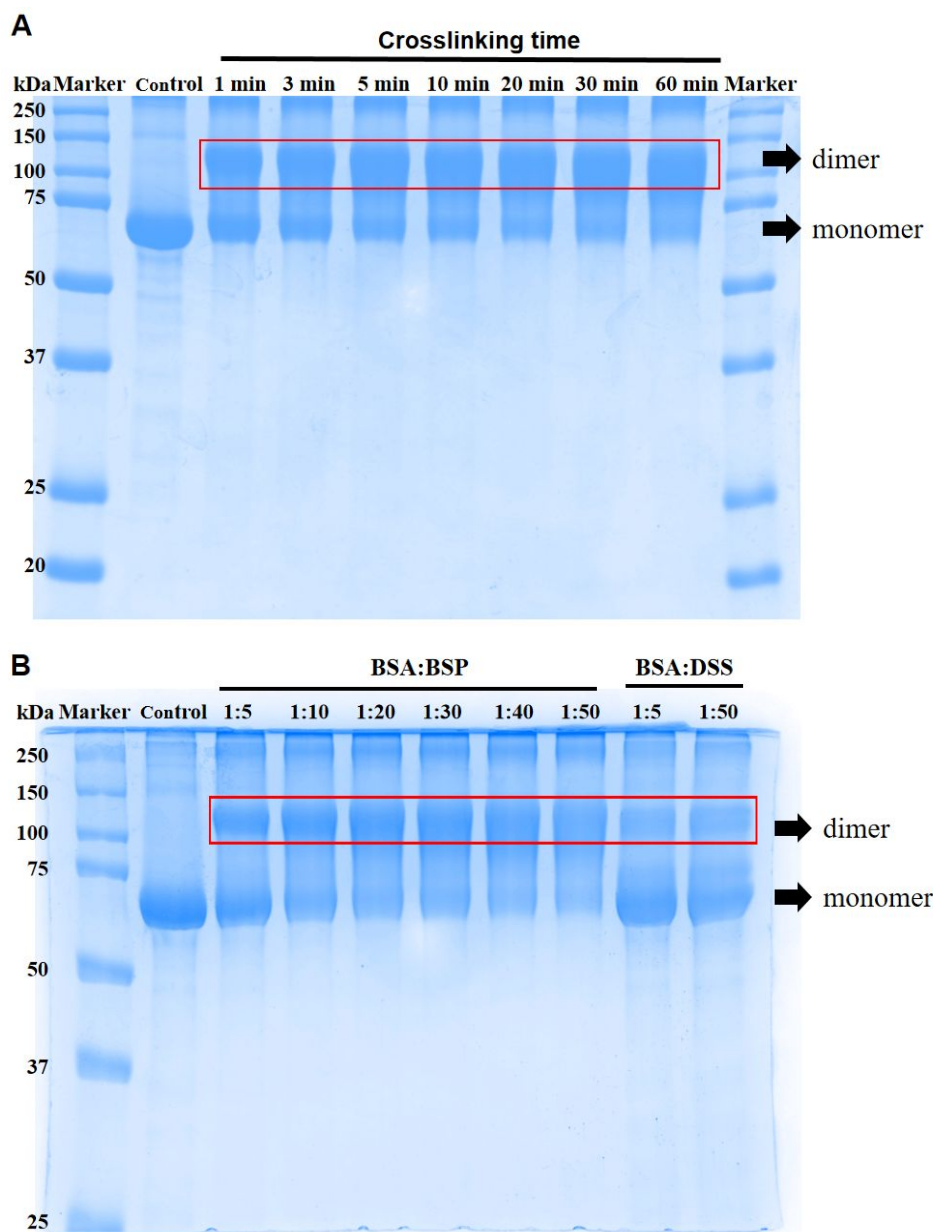 A
Crosslinking time
kDa Marker Control 1 min 3 min 5 min 10 min 20 min 30 min 60 min Marker
250
150
100
75
50
37
25
20
dimer
monomer
B
BSA:BSP BSA:DSS
kDa Marker Control 1:5 1:10 1:20 1:30 1:40 1:50 1:5 1:50
250
150
100
75
50
37
25
dimer
monomer